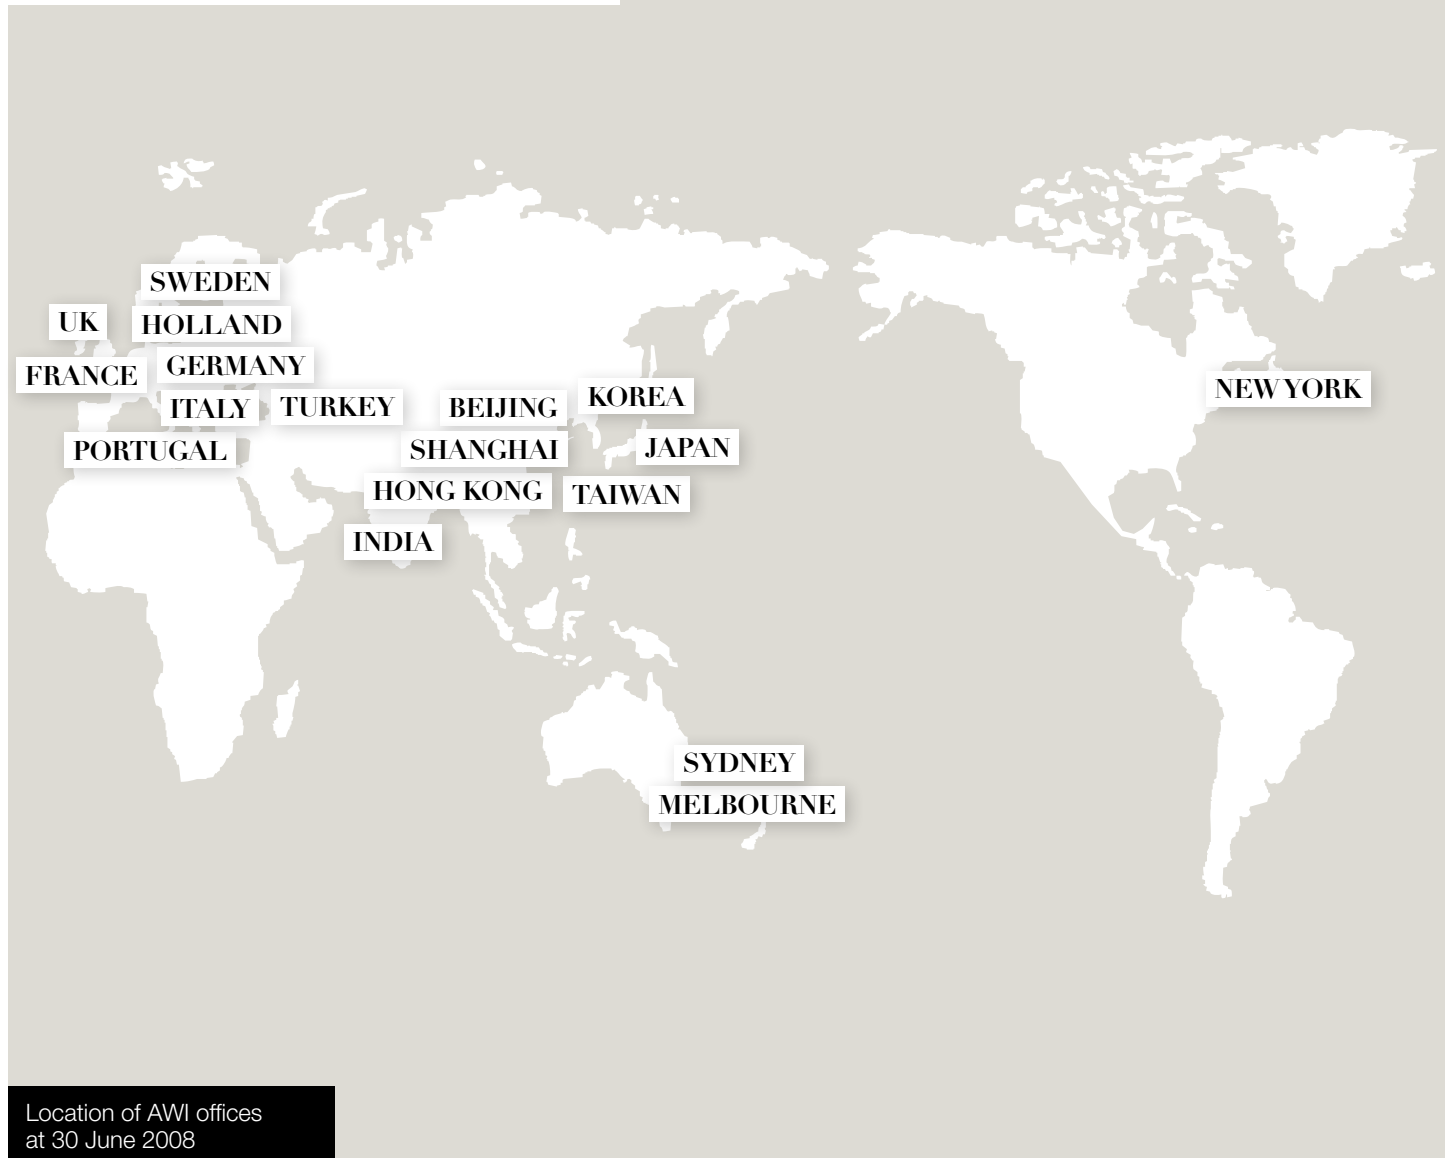 SWEDEN
UK
HOLLAND
FRANCE
GERMANY
ITALY
TURKEY
PORTUGAL
BEIJING
KOREA
SHANGHAI
JAPAN
HONG KONG
TAIWAN
INDIA
NEW YORK
SYDNEY
MELBOURNE
Location of AWI offices
at 30 June 2008